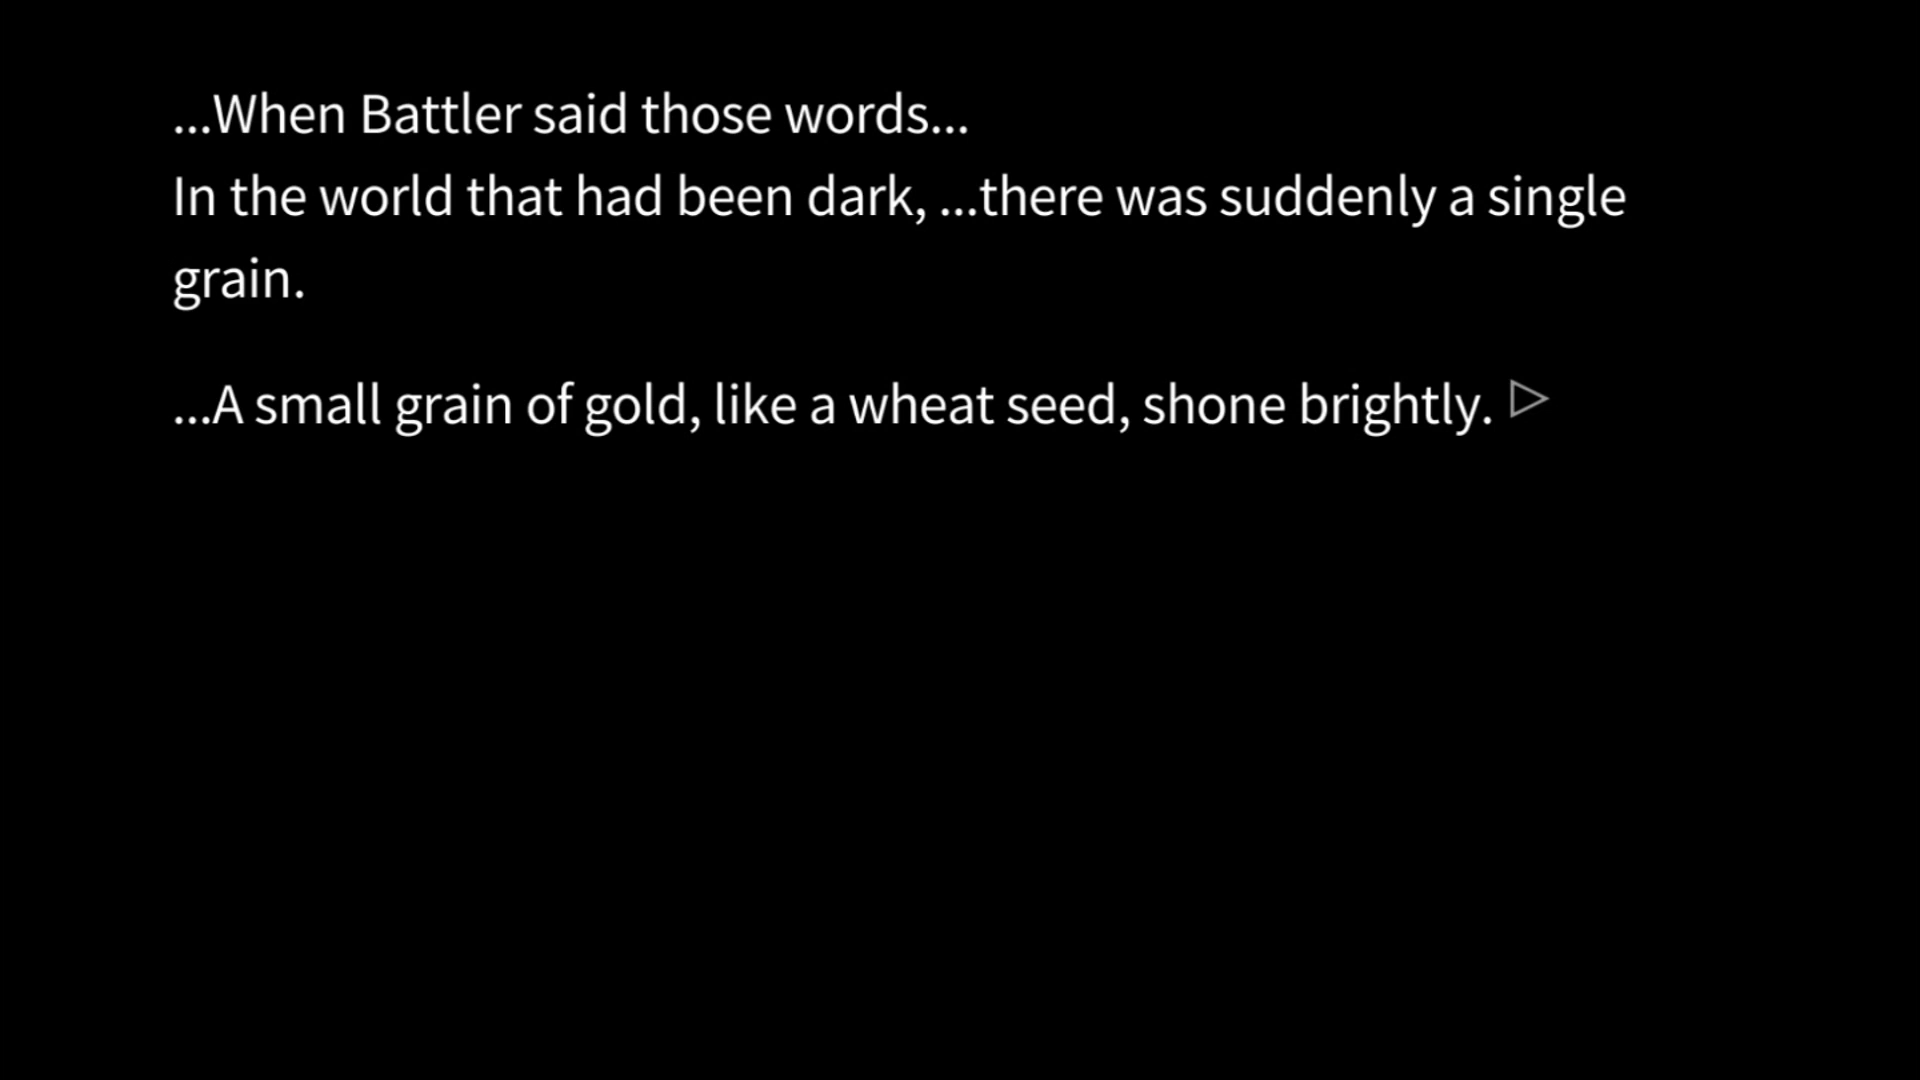 ...When Battler said those words...
In the world that had been dark, ...there was suddenly a single
grain.
...A small grain of gold, like a wheat seed, shone brightly.